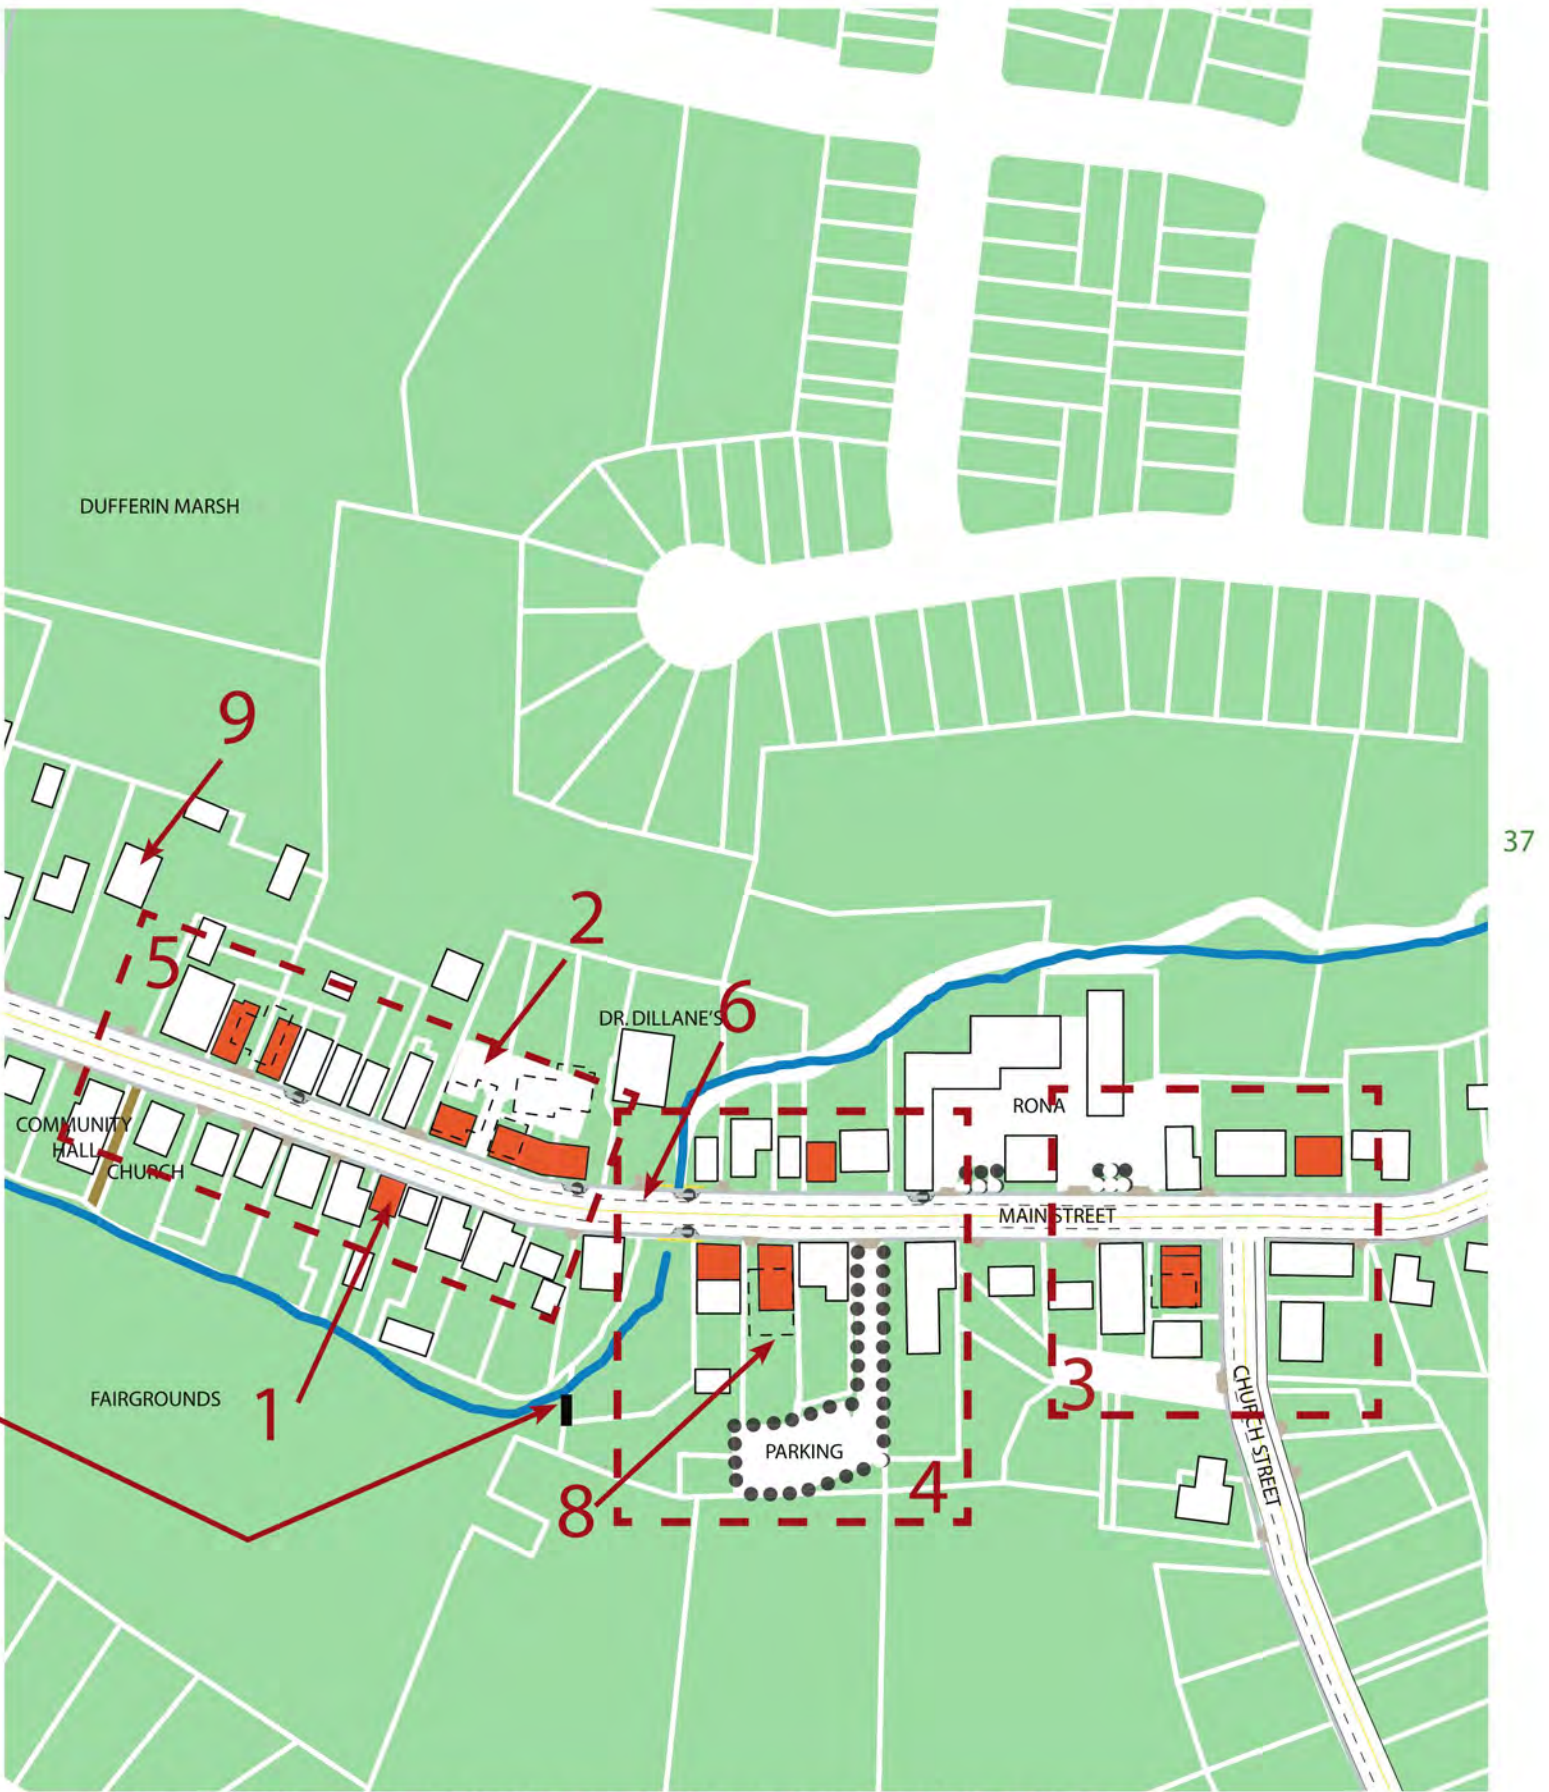 DUFFERIN MARSH
9
37
2
5
DR. DILLANE'S
6
RONA
COMMUNITY
HALL
CHURCH
MAIN STREET
3
FAIRGROUNDS
1
CHURCH STREET
PARKING
4
8